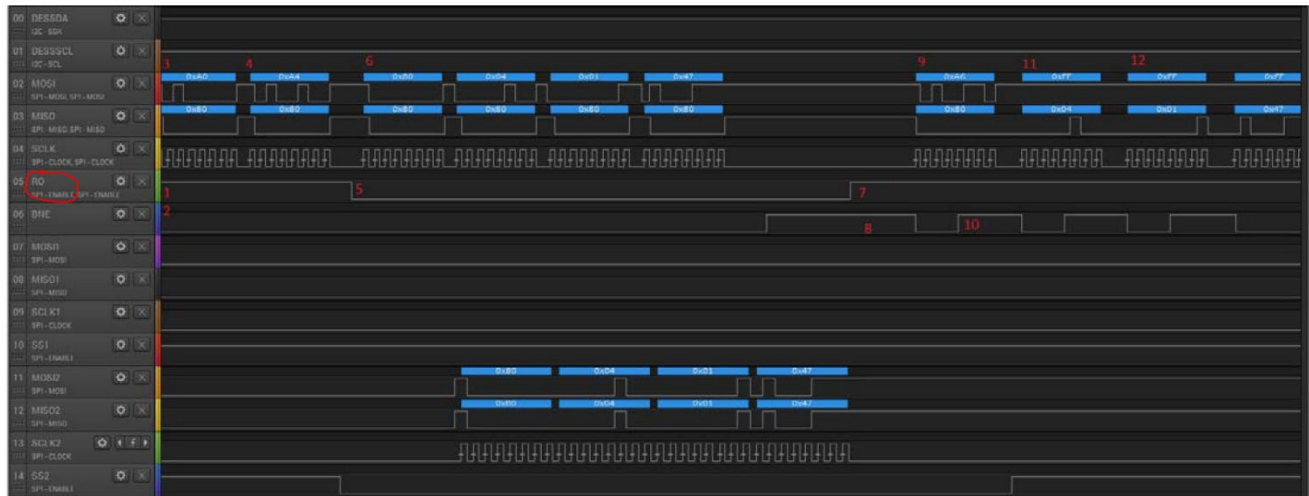 00 DESSDA
I2C - SDA
3 4 6 9 11 12
01 DESSSCL
I2C - SCL
0xA0 0xA4 0xB0 0x04 0x01 0x47 0xA6 0xFF 0xFF 0xFF
02 MOSI
SPI - MOSI, SPI - MOSI
0x80 0x80 0x80 0x80 0x80 0x80 0x80 0x04 0x01 0x47
03 MISO
SPI - MISO, SPI - MISO
04 SCLK
SPI - CLOCK, SPI - CLOCK
05 RO
SPI - ENABLE, SPI - ENABLE
1 5 7
2
06 BNE
8 10
07 MOSI1
SPI - MOSI
08 MISO1
SPI - MISO
09 SCLK1
SPI - CLOCK
10 SS1
SPI - ENABLE
0xB0 0x04 0x01 0x47
11 MOSI2
SPI - MOSI
0x04 0x01 0x47
12 MISO2
SPI - MISO
13 SCLK2
SPI - CLOCK
14 SS2
SPI - ENABLE